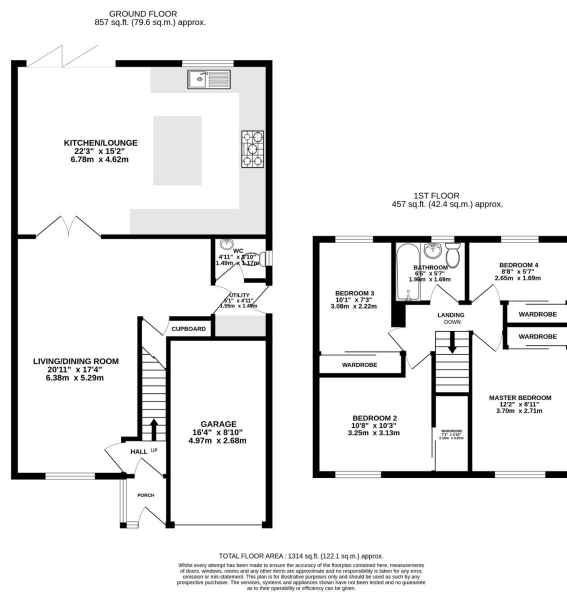 GROUND FLOOR
857 sq.ft. (79.6 sq.m.) approx.
KITCHEN/LOUNGE
22'3" x 15'2"
6.78m x 4.62m
WC
4'11" x 3'10"
1.49m x 1.17m
UTILITY
5'1" x 4'11"
1.55m x 1.49m
CUPBOARD
LIVING/DINING ROOM
20'11" x 17'4"
6.38m x 5.29m
GARAGE
16'4" x 8'10"
4.97m x 2.68m
HALL
UP
PORCH
1ST FLOOR
457 sq.ft. (42.4 sq.m.) approx.
BATHROOM
6'5" x 5'7"
1.96m x 1.69m
BEDROOM 4
8'8" x 5'7"
2.65m x 1.69m
BEDROOM 3
10'1" x 7'3"
3.08m x 2.22m
LANDING
DOWN
WARDROBE
WARDROBE
WARDROBE
MASTER BEDROOM
12'2" x 8'11"
3.70m x 2.71m
BEDROOM 2
10'8" x 10'3"
3.25m x 3.13m
WARDROBE
TOTAL FLOOR AREA : 1314 sq.ft. (122.1 sq.m.) approx.
Whilst every attempt has been made to ensure the accuracy of the floorplan contained here, measurements
of doors, windows, rooms and any other items are approximate and no responsibility is taken for any error,
omission or mis-statement. This plan is for illustrative purposes only and should be used as such by any
prospective purchaser. The services, systems and appliances shown have not been tested and no guarantee
as to their operability or efficiency can be given.